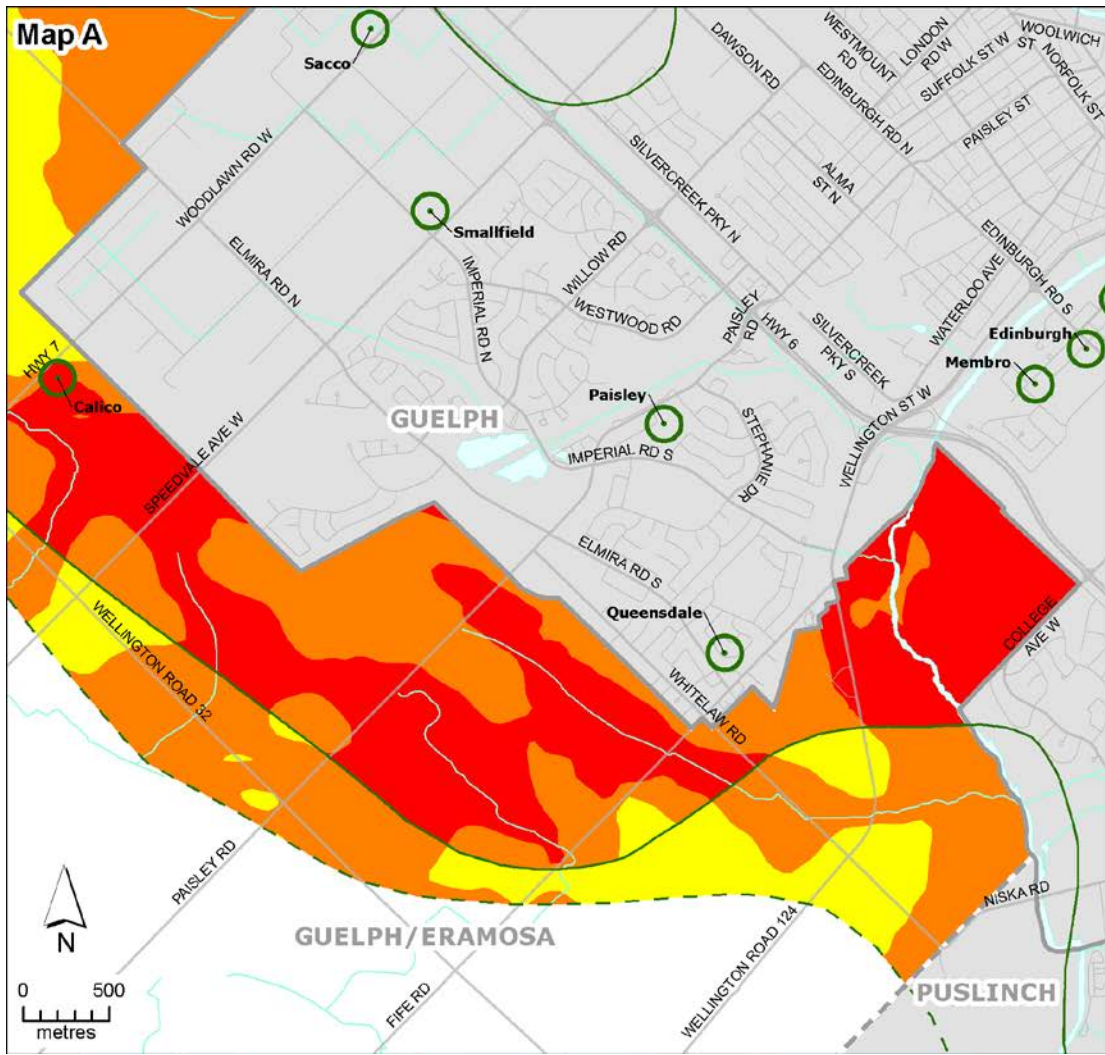 Map A
Sacco
DAWSON RD
WESTMOUNT
RD
LONDON
RD W
SUFFOLK ST W
WOOLWICH
ST
NORFOLK ST
EDINBURGH RD N
PAISLEY ST
WOODLAWN RD W
SILVERCREEK PKY N
ALMA
ST N
Smallfield
ELMIRA RD N
WILLOW RD
EDINBURGH RD S
IMPERIAL RD N
WESTWOOD RD
PAISLEY
RD
HWY 6
WATERLOO AVE
SILVERCREEK
PKY S
Edinburgh
Membro
HWY 7
Calico
Paisley
GUELPH
WELLINGTON ST W
STEPHANIE DR
IMPERIAL RD S
SPEEDVALE AVE W
ELMIRA RD S
Queensdale
COLLEGE
AVE W
WELLINGTON ROAD 32
WHITELAW RD
PAISLEY RD
NISKA RD
GUELPH/ERAMOSA
WELLINGTON ROAD 124
FIFE RD
PUSLINCH
N
0 500
metres